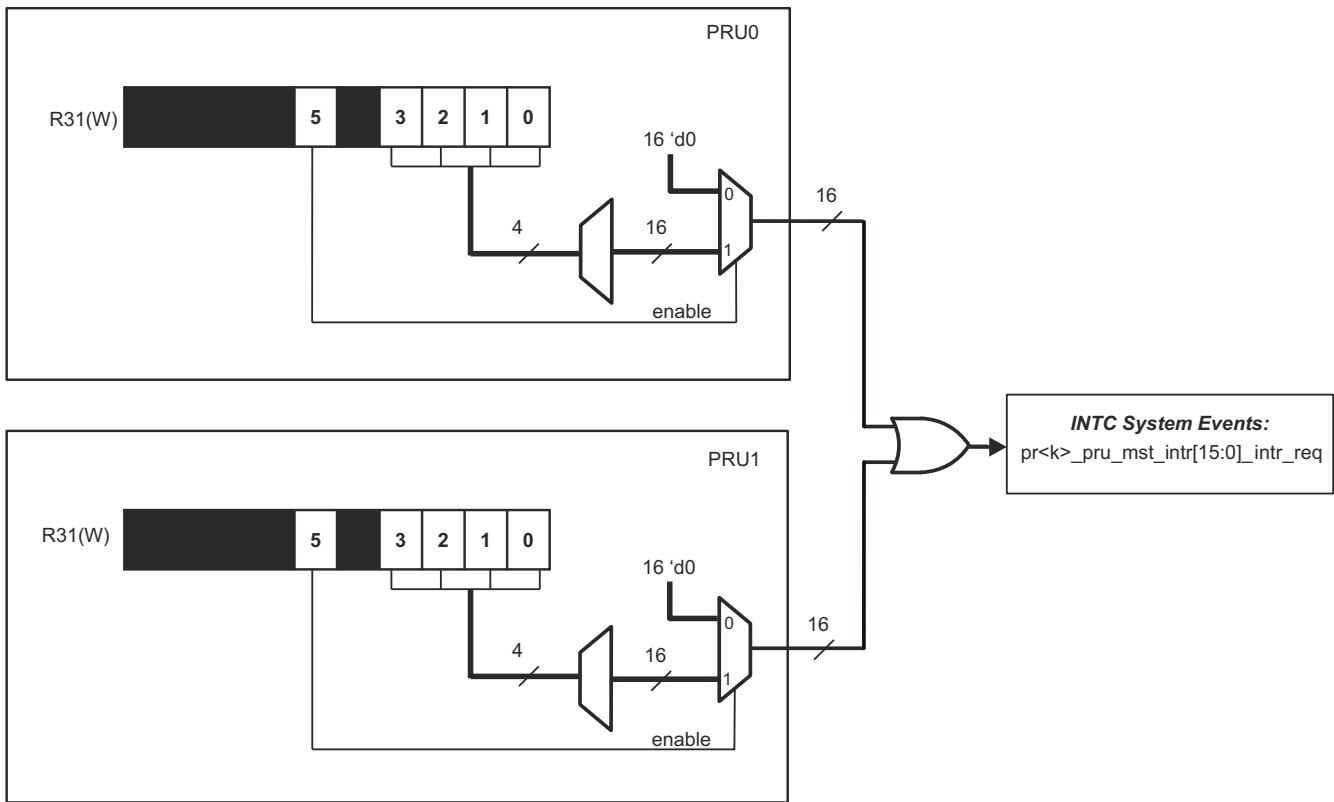 PRU0
R31(W)
5 3 2 1 0
16 ‘d0
0
16
4
16
1
enable
INTC System Events:
pr<k>_pru_mst_intr[15:0]_intr_req
PRU1
R31(W)
5 3 2 1 0
16 ‘d0
0
16
4
16
1
enable